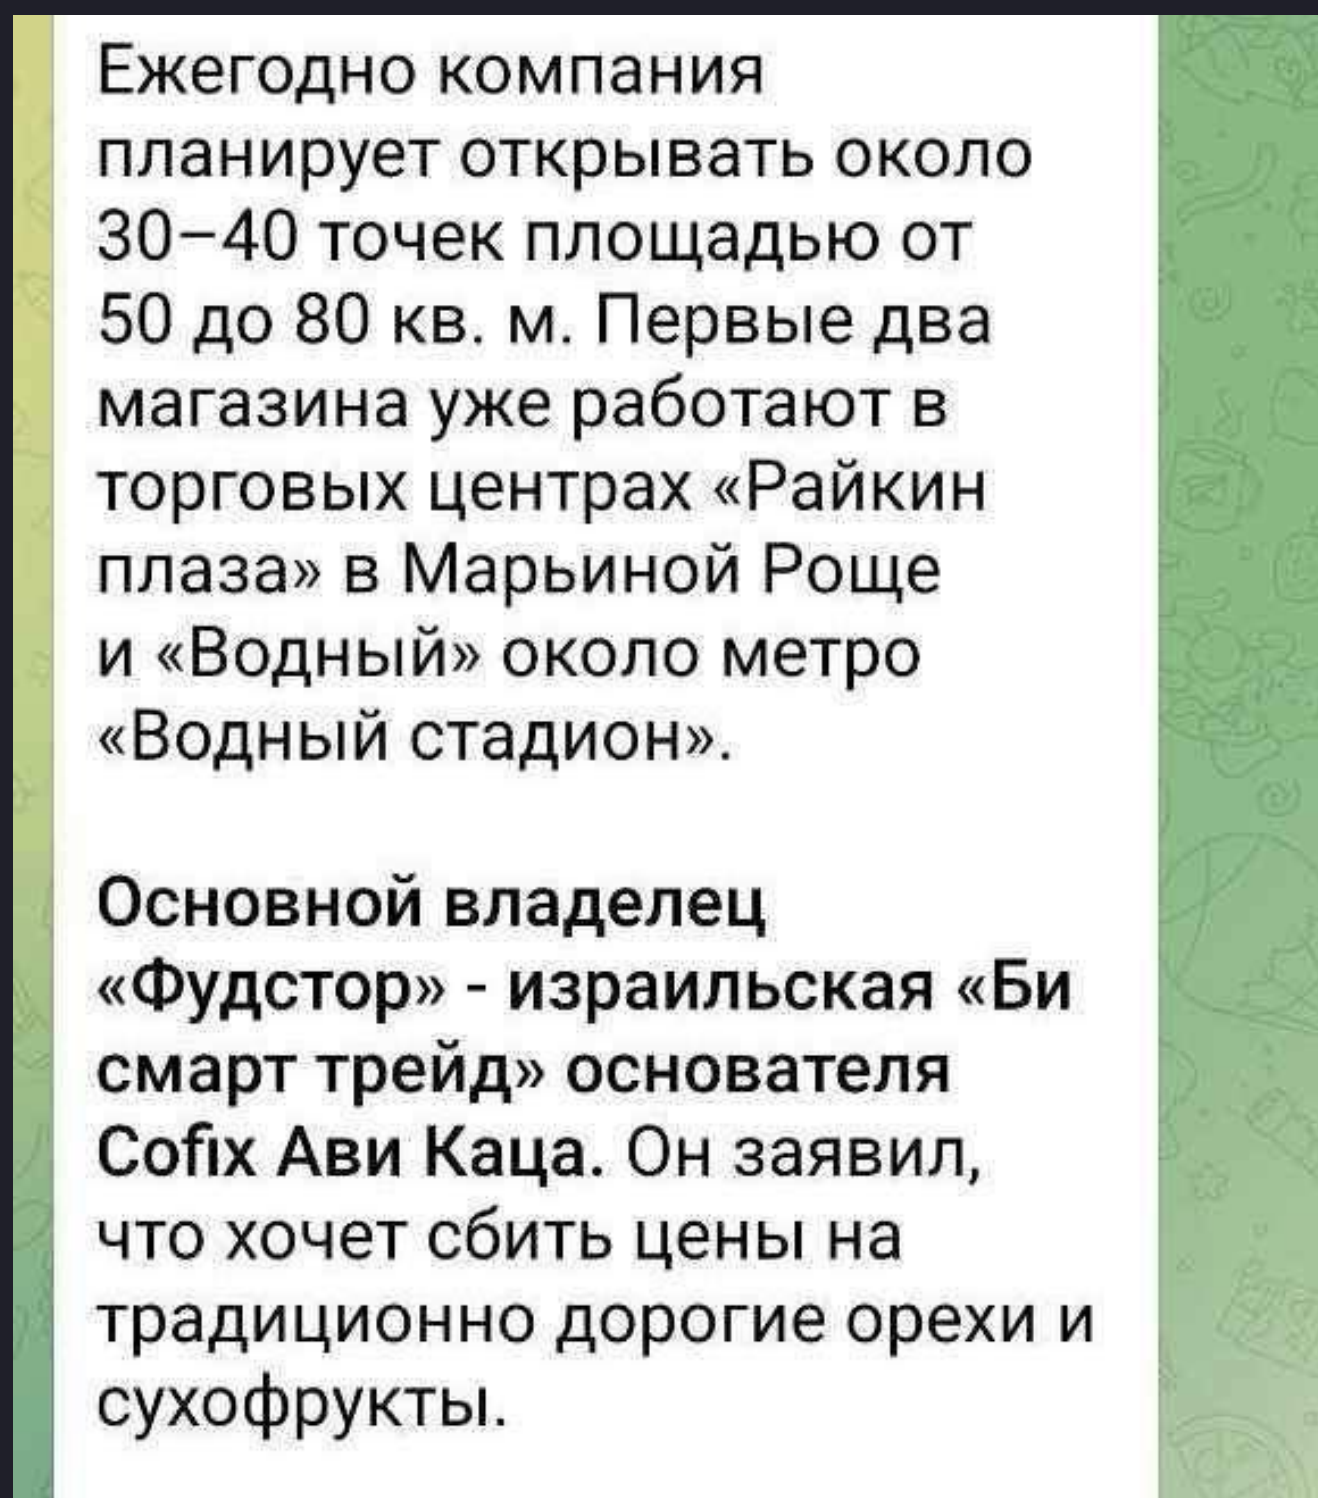 Ежегодно компания
планирует открывать около
30–40 точек площадью от
50 до 80 кв. м. Первые два
магазина уже работают в
торговых центрах «Райкин
плаза» в Марьиной Роще
и «Водный» около метро
«Водный стадион».
Основной владелец
«Фудстор» - израильская «Би
смарт трейд» основателя
Cofix Ави Каца. Он заявил,
что хочет сбить цены на
традиционно дорогие орехи и
сухофрукты.